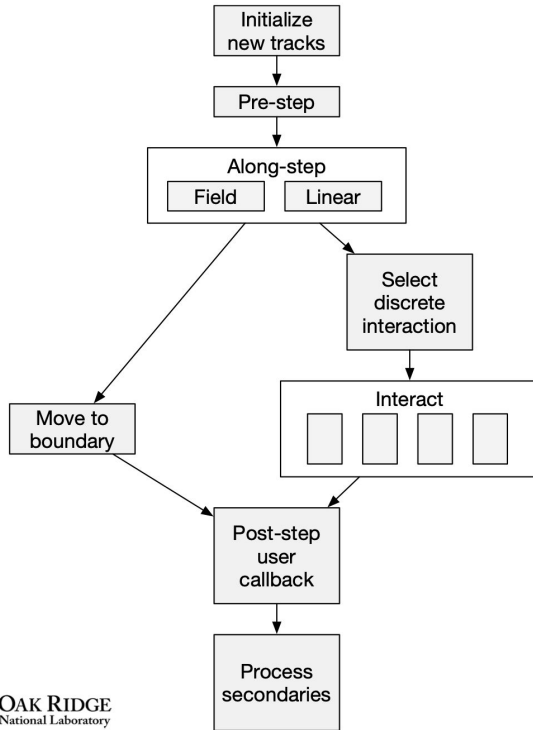 Initialize
new tracks
Pre-step
Along-step
Field
Linear
Select
discrete
interaction
Interact
Move to
boundary
Post-step
user
callback
Process
secondaries
OAK RIDGE
National Laboratory